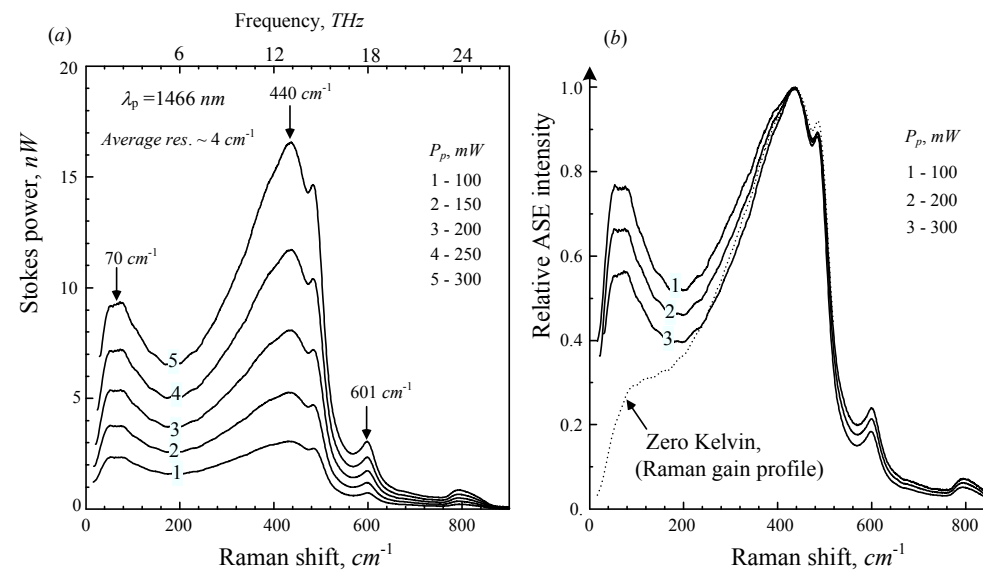 Frequency, THz
(a)
6 12 18 24
20
15
10
5
0
Stokes power, nW
λp =1466 nm
Average res. ~ 4 cm-1
440 cm-1
70 cm-1
601 cm-1
Pp, mW
1 - 100
2 - 150
3 - 200
4 - 250
5 - 300
5
4
3
2
1
0 200 400 600 800
Raman shift, cm-1
(b)
1.0
0.8
0.6
0.4
0.2
0.
Relative ASE intensity
Pp, mW
1 - 100
2 - 200
3 - 300
1
2
3
Zero Kelvin,
(Raman gain profile)
0 200 400 600 800
Raman shift, cm-1